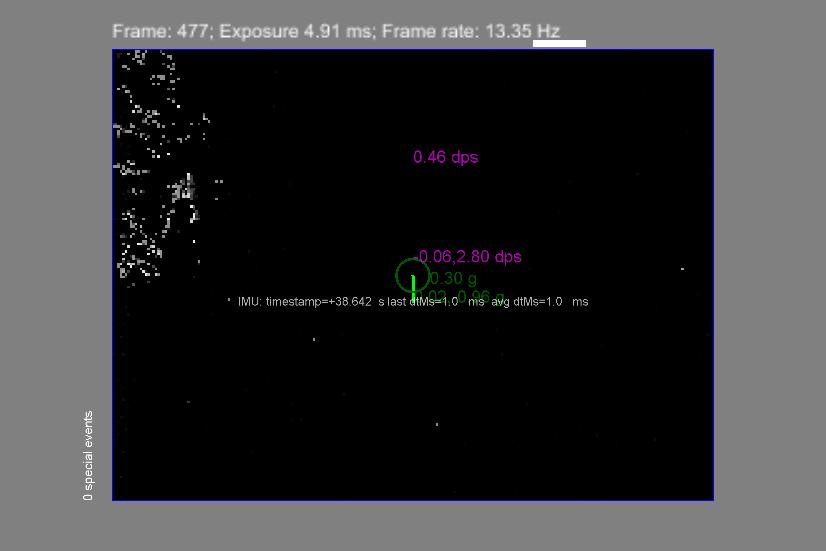 Frame: 477; Exposure 4.91 ms; Frame rate: 13.35 Hz
0.46 dps
-0.06,2.80 dps
0.30 g
IMU: timestamp=+38.642 s last dtMs=1.0 ms avg dtMs=1.0 ms
0 special events